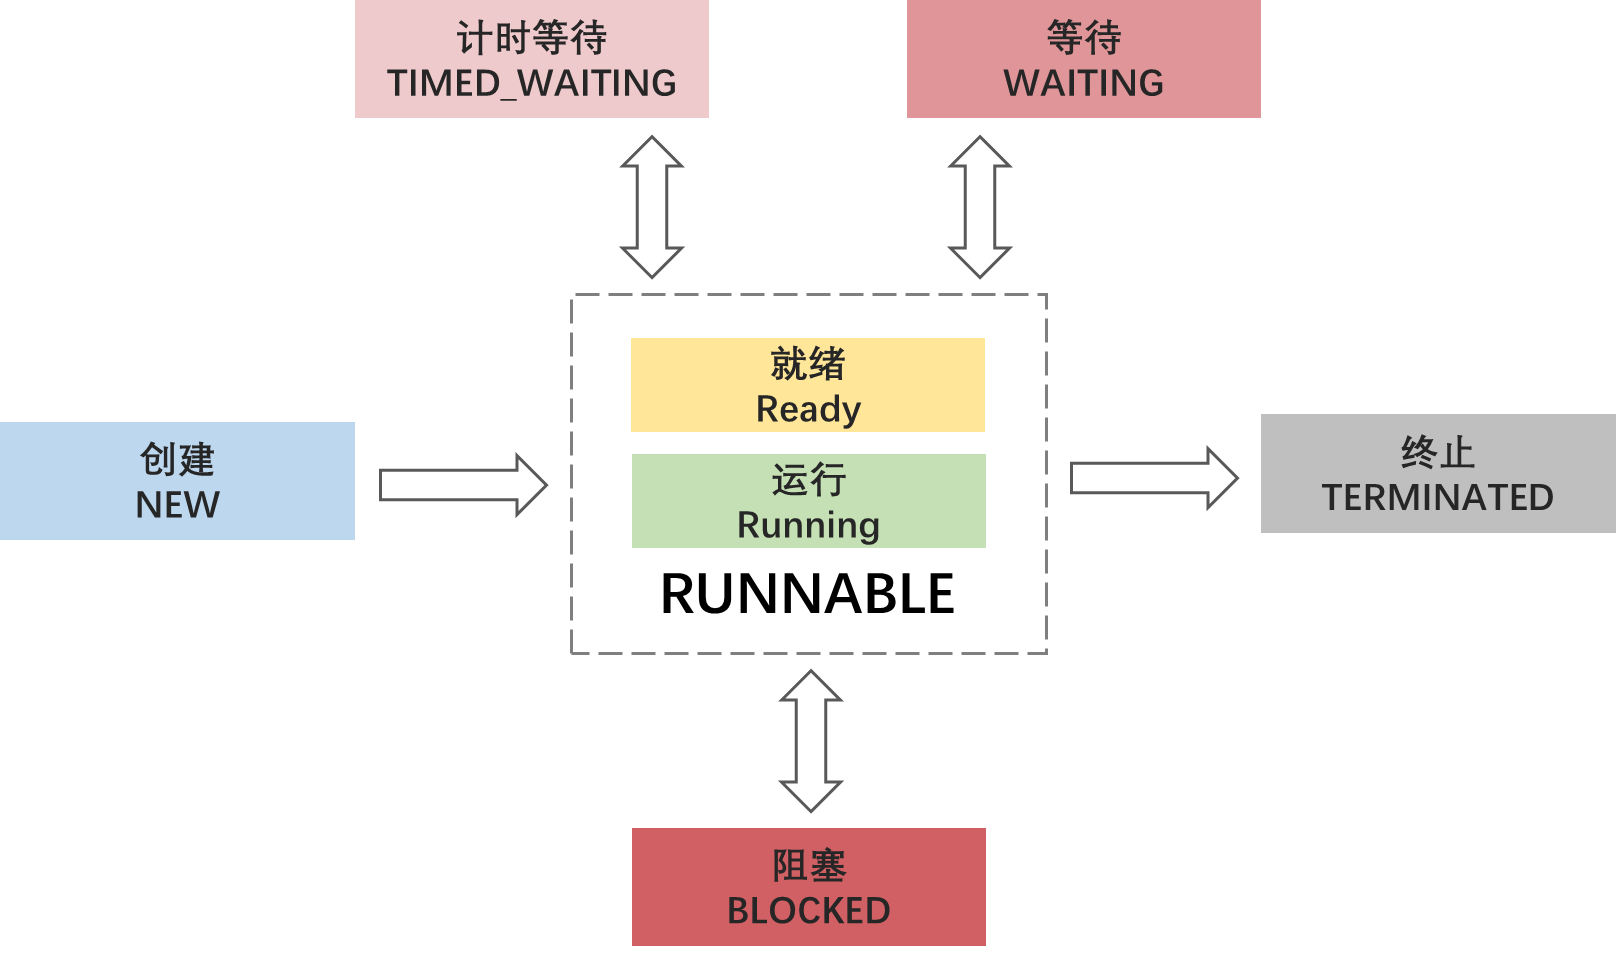 计时等待
TIMED_WAITING
等待
WAITING
就绪
Ready
创建
NEW
运行
Running
RUNNABLE
终止
TERMINATED
阻塞
BLOCKED